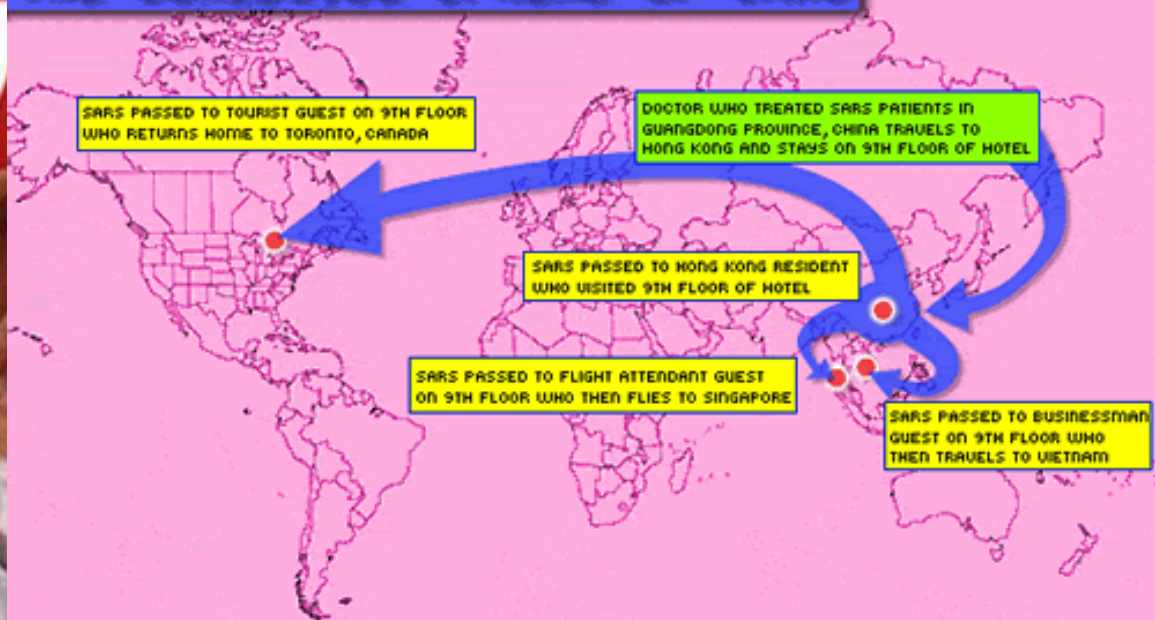 SARS PASSED TO TOURIST GUEST ON 9TH FLOOR
WHO RETURNS HOME TO TORONTO, CANADA
DOCTOR WHO TREATED SARS PATIENTS IN
GUANGDONG PROVINCE, CHINA TRAVELS TO
HONG KONG AND STAYS ON 9TH FLOOR OF HOTEL
SARS PASSED TO HONG KONG RESIDENT
WHO VISITED 9TH FLOOR OF HOTEL
SARS PASSED TO FLIGHT ATTENDANT GUEST
ON 9TH FLOOR WHO THEN FLIES TO SINGAPORE
SARS PASSED TO BUSINESSMAN
GUEST ON 9TH FLOOR WHO
THEN TRAVELS TO VIETNAM